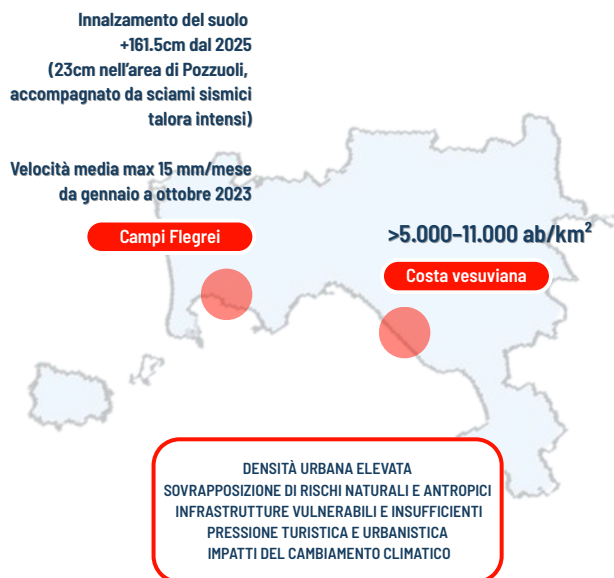 Innalzamento del suolo
+161.5cm dal 2025
(23cm nell'area di Pozzuoli,
accompagnato da sciami sismici
talora intensi)
Velocità media max 15 mm/mese
da gennaio a ottobre 2023
Campi Flegrei
>5.000–11.000 ab/km²
Costa vesuviana
DENSITÀ URBANA ELEVATA
SOVRAPPOSIZIONE DI RISCHI NATURALI E ANTROPICI
INFRASTRUTTURE VULNERABILI E INSUFFICIENTI
PRESSIONE TURISTICA E URBANISTICA
IMPATTI DEL CAMBIAMENTO CLIMATICO